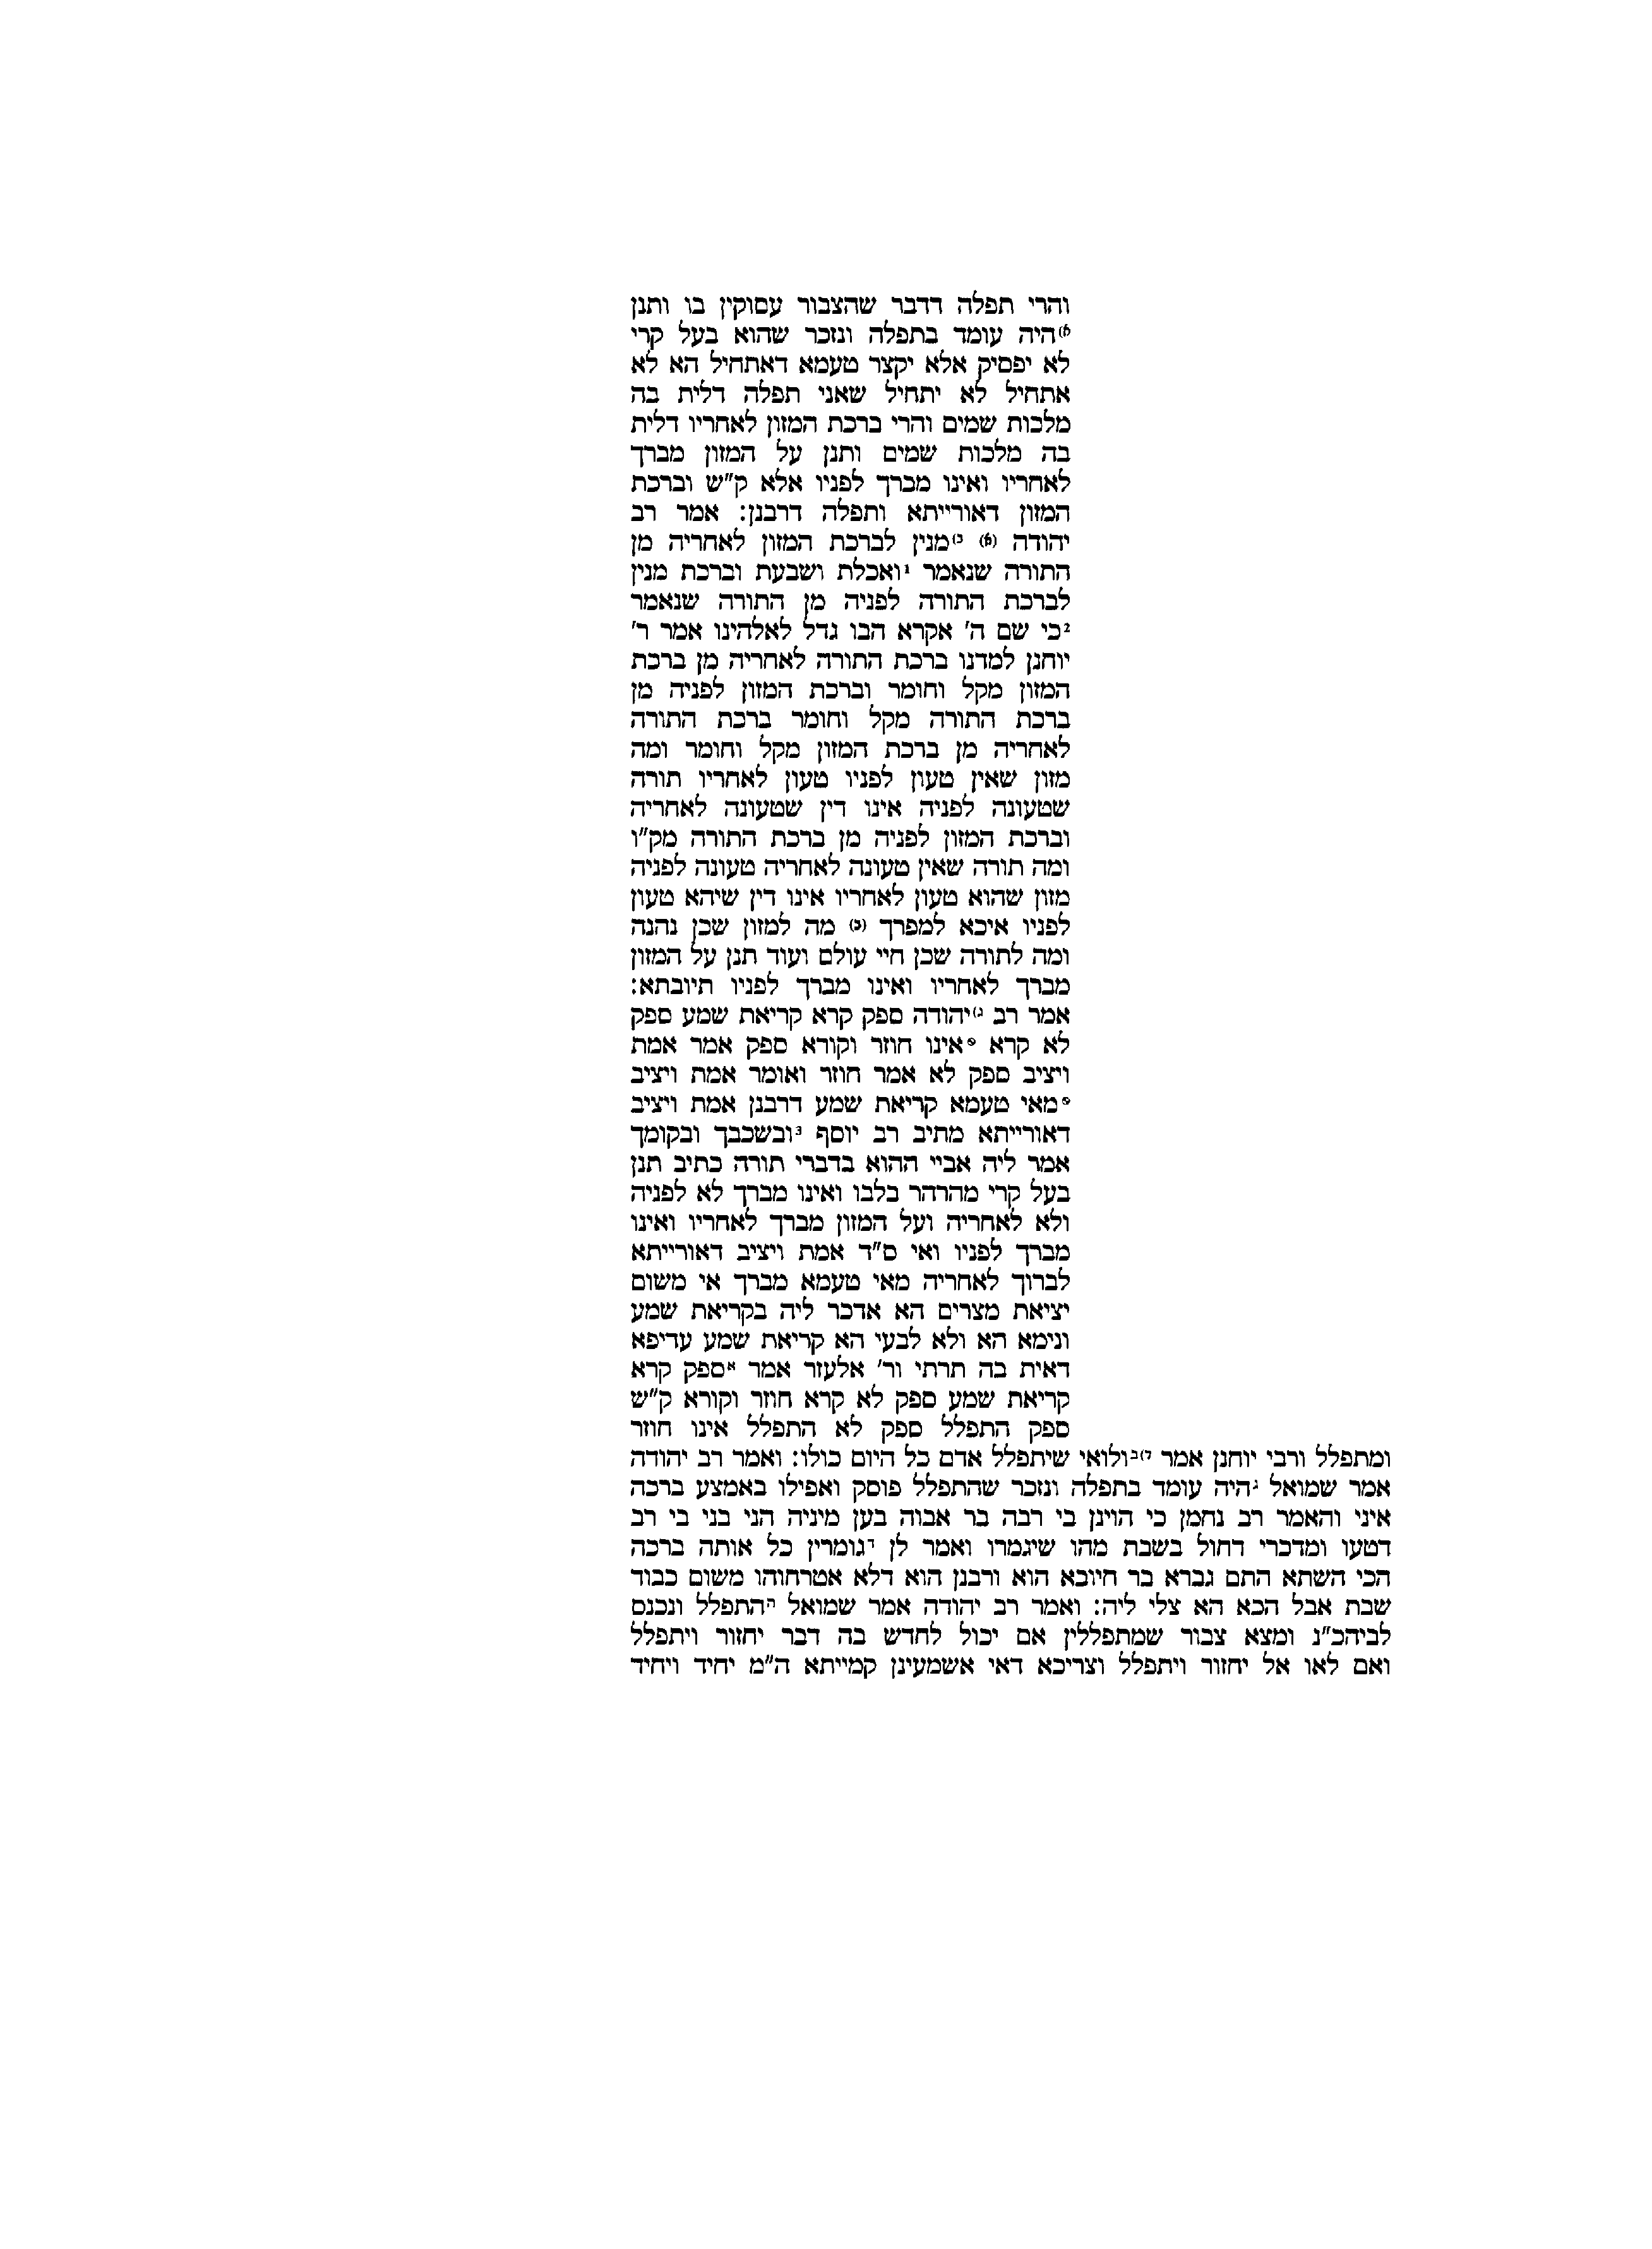 והרי תפלה דדבר שהצבור עסוקין בו ותנן
א) היה עומד בתפלה ונזכר שהוא בעל קרי
לא יפסיק אלא יקצר טעמא דאתחיל הא לא
אתחיל לא יתחיל שאני תפלה דלית בה
מלכות שמים והרי ברכת המזון לאחריו דלית
בה מלכות שמים ותנן על המזון מברך
לאחריו ואינו מברך לפניו אלא ק"ש וברכת
המזון דאורייתא ותפלה דרבנן: אמר רב
יהודה (א) ב) מנין לברכת המזון לאחריה מן
התורה שנאמר 1 ואכלת ושבעת וברכת מנין
לברכת התורה לפניה מן התורה שנאמר
2 כי שם ה' אקרא הבו גדל לאלהינו אמר ר'
יוחנן למדנו ברכת התורה לאחריה מן ברכת
המזון מקל וחומר וברכת המזון לפניה מן
ברכת התורה מקל וחומר ברכת התורה
לאחריה מן ברכת המזון מקל וחומר ומה
מזון שאין טעון לפניו טעון לאחריו תורה
שטעונה לפניה אינו דין שטעונה לאחריה
וברכת המזון לפניה מן ברכת התורה מק"ו
ומה תורה שאין טעונה לאחריה טעונה לפניה
מזון שהוא טעון לאחריו אינו דין שיהא טעון
לפניו איכא למפרך (ב) מה למזון שכן נהנה
ומה לתורה שכן חיי עולם ועוד תנן על המזון
מברך לאחריו ואינו מברך לפניו תיובתא:
אמר רב ג) יהודה ספק קרא קריאת שמע ספק
לא קרא אינו חוזר וקורא ספק אמר אמת
ויציב ספק לא אמר חוזר ואומר אמת ויציב
מאי טעמא קריאת שמע דרבנן אמת ויציב
דאורייתא מתיב רב יוסף 3 ובשכבך ובקומך
אמר ליה אביי ההוא בדברי תורה כתיב תנן
בעל קרי מהרהר בלבו ואינו מברך לא לפניה
ולא לאחריה ועל המזון מברך לאחריו ואינו
מברך לפניו ואי ס"ד אמת ויציב דאורייתא
לברוך לאחריה מאי טעמא מברך אי משום
יציאת מצרים הא אדכר ליה בקריאת שמע
ונימא הא ולא לבעי הא קריאת שמע עדיפא
דאית בה תרתי ור' אלעזר אמר א ספק קרא
קריאת שמע ספק לא קרא חוזר וקורא ק"ש
ספק התפלל ספק לא התפלל אינו חוזר
ומתפלל ורבי יוחנן אמר ד) ב ולואי שיתפלל אדם כל היום כולו: ואמר רב יהודה
אמר שמואל ג היה עומד בתפלה ונזכר שהתפלל פוסק ואפילו באמצע ברכה
איני והאמר רב נחמן כי הוינן בי רבה בר אבוה בען מיניה הני בני בי רב
דטעו ומדכרי דחול בשבת מהו שיגמרו ואמר לן ד גומרין כל אותה ברכה
הכי השתא התם גברא בר חיובא הוא ורבנן הוא דלא אטרחוהו משום כבוד
שבת אבל הכא הא צלי ליה: ואמר רב יהודה אמר שמואל ה התפלל ונכנס
לביהכ"נ ומצא צבור שמתפללין אם יכול לחדש בה דבר יחזור ויתפלל
ואם לאו אל יחזור ויתפלל וצריכא דאי אשמעינן קמייתא ה"מ יחיד ויחיד